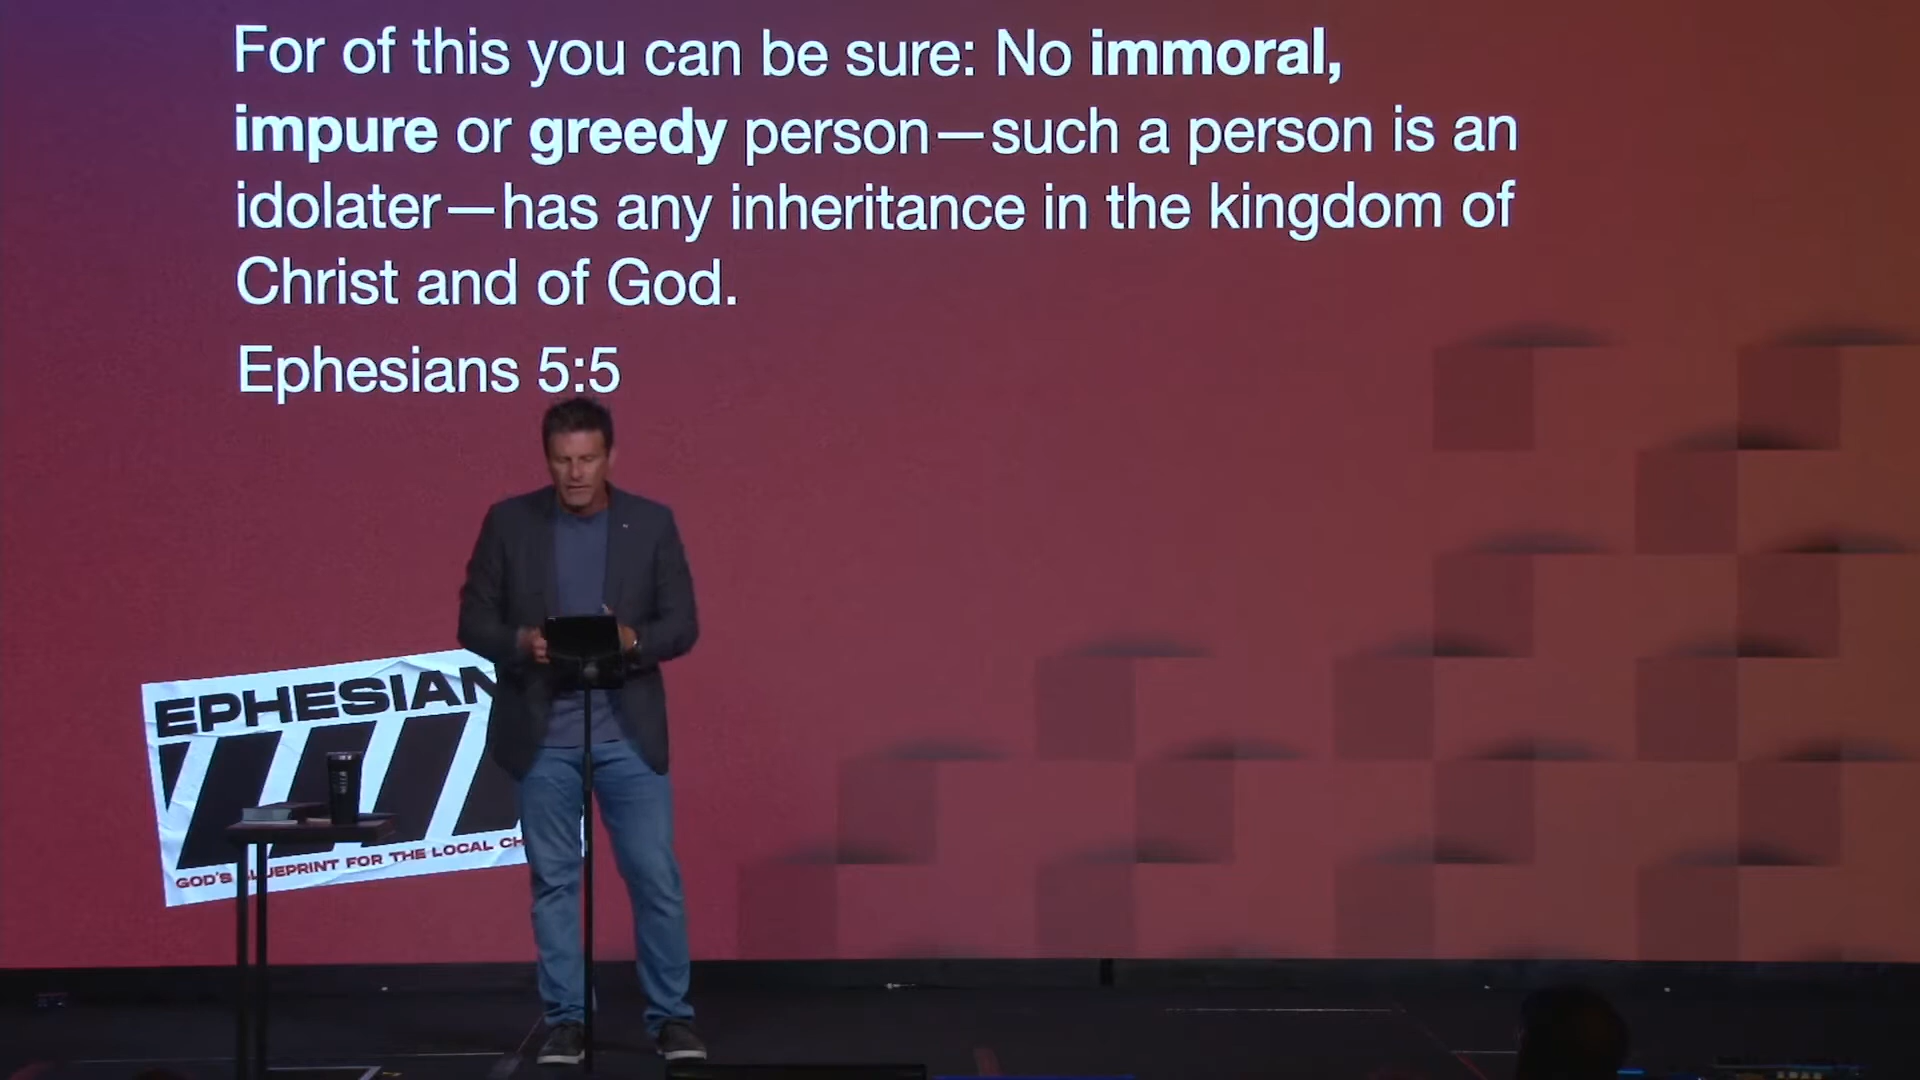 For of this you can be sure: No immoral,
impure or greedy person—such a person is an
idolater—has any inheritance in the kingdom of
Christ and of God.
Ephesians 5:5
EPHESIAN
GOD'S BLUEPRINT FOR THE LOCAL CH